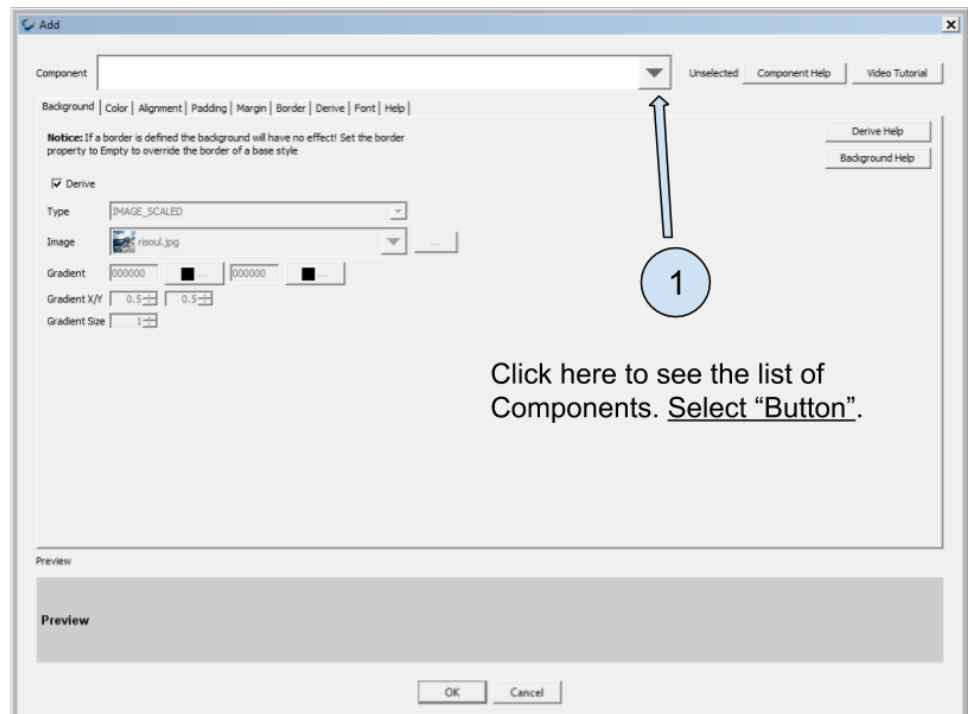 Add
Component
Unselected
Component Help
Video Tutorial
Background Color Alignment Padding Margin Border Derive Font Help
Notice: If a border is defined the background will have no effect! Set the border
property to Empty to override the border of a base style
Derive Help
Background Help
Derive
Type IMAGE_SCALED
Image risoul.jpg ...
Gradient 000000 ... 000000 ...
Gradient X/Y 0.5 0.5
Gradient Size 1
1
Click here to see the list of
Components. Select “Button”.
Preview
Preview
OK Cancel